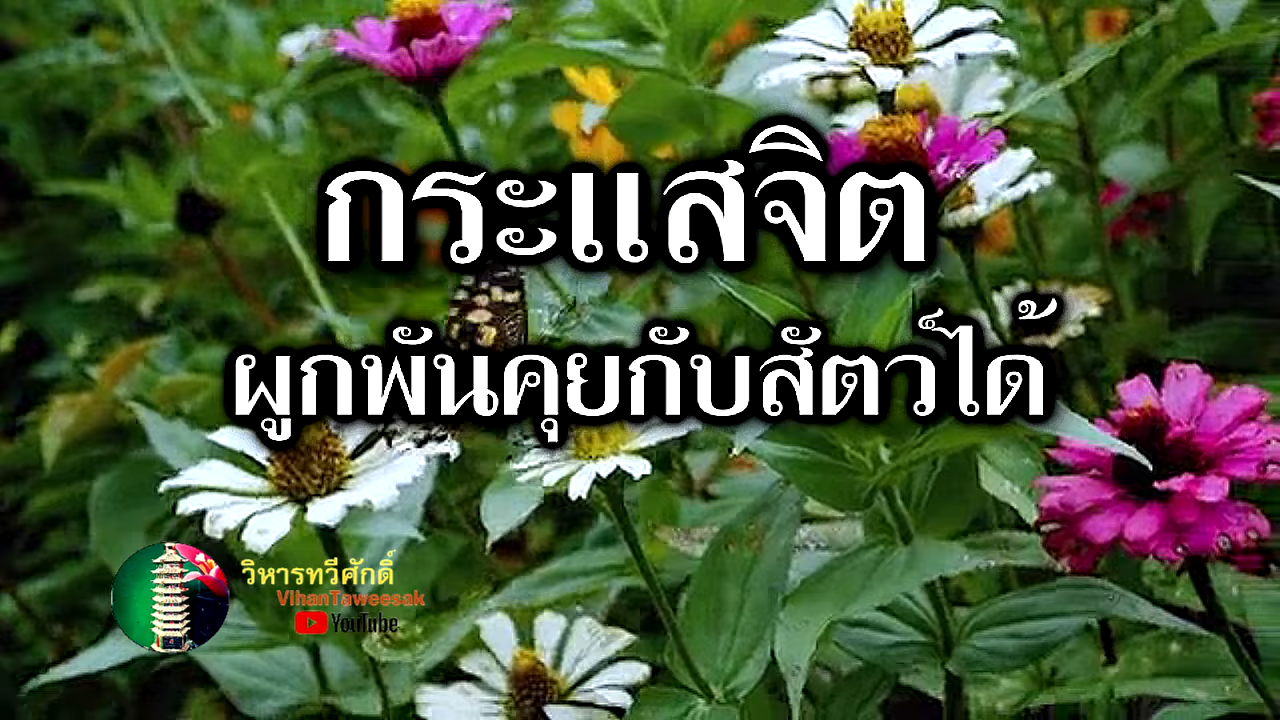 กระแสจิต
ผูกพันคุยกับสัตว์ได้
วิหารทวีศักดิ์
VihanTaweesak
YouTube